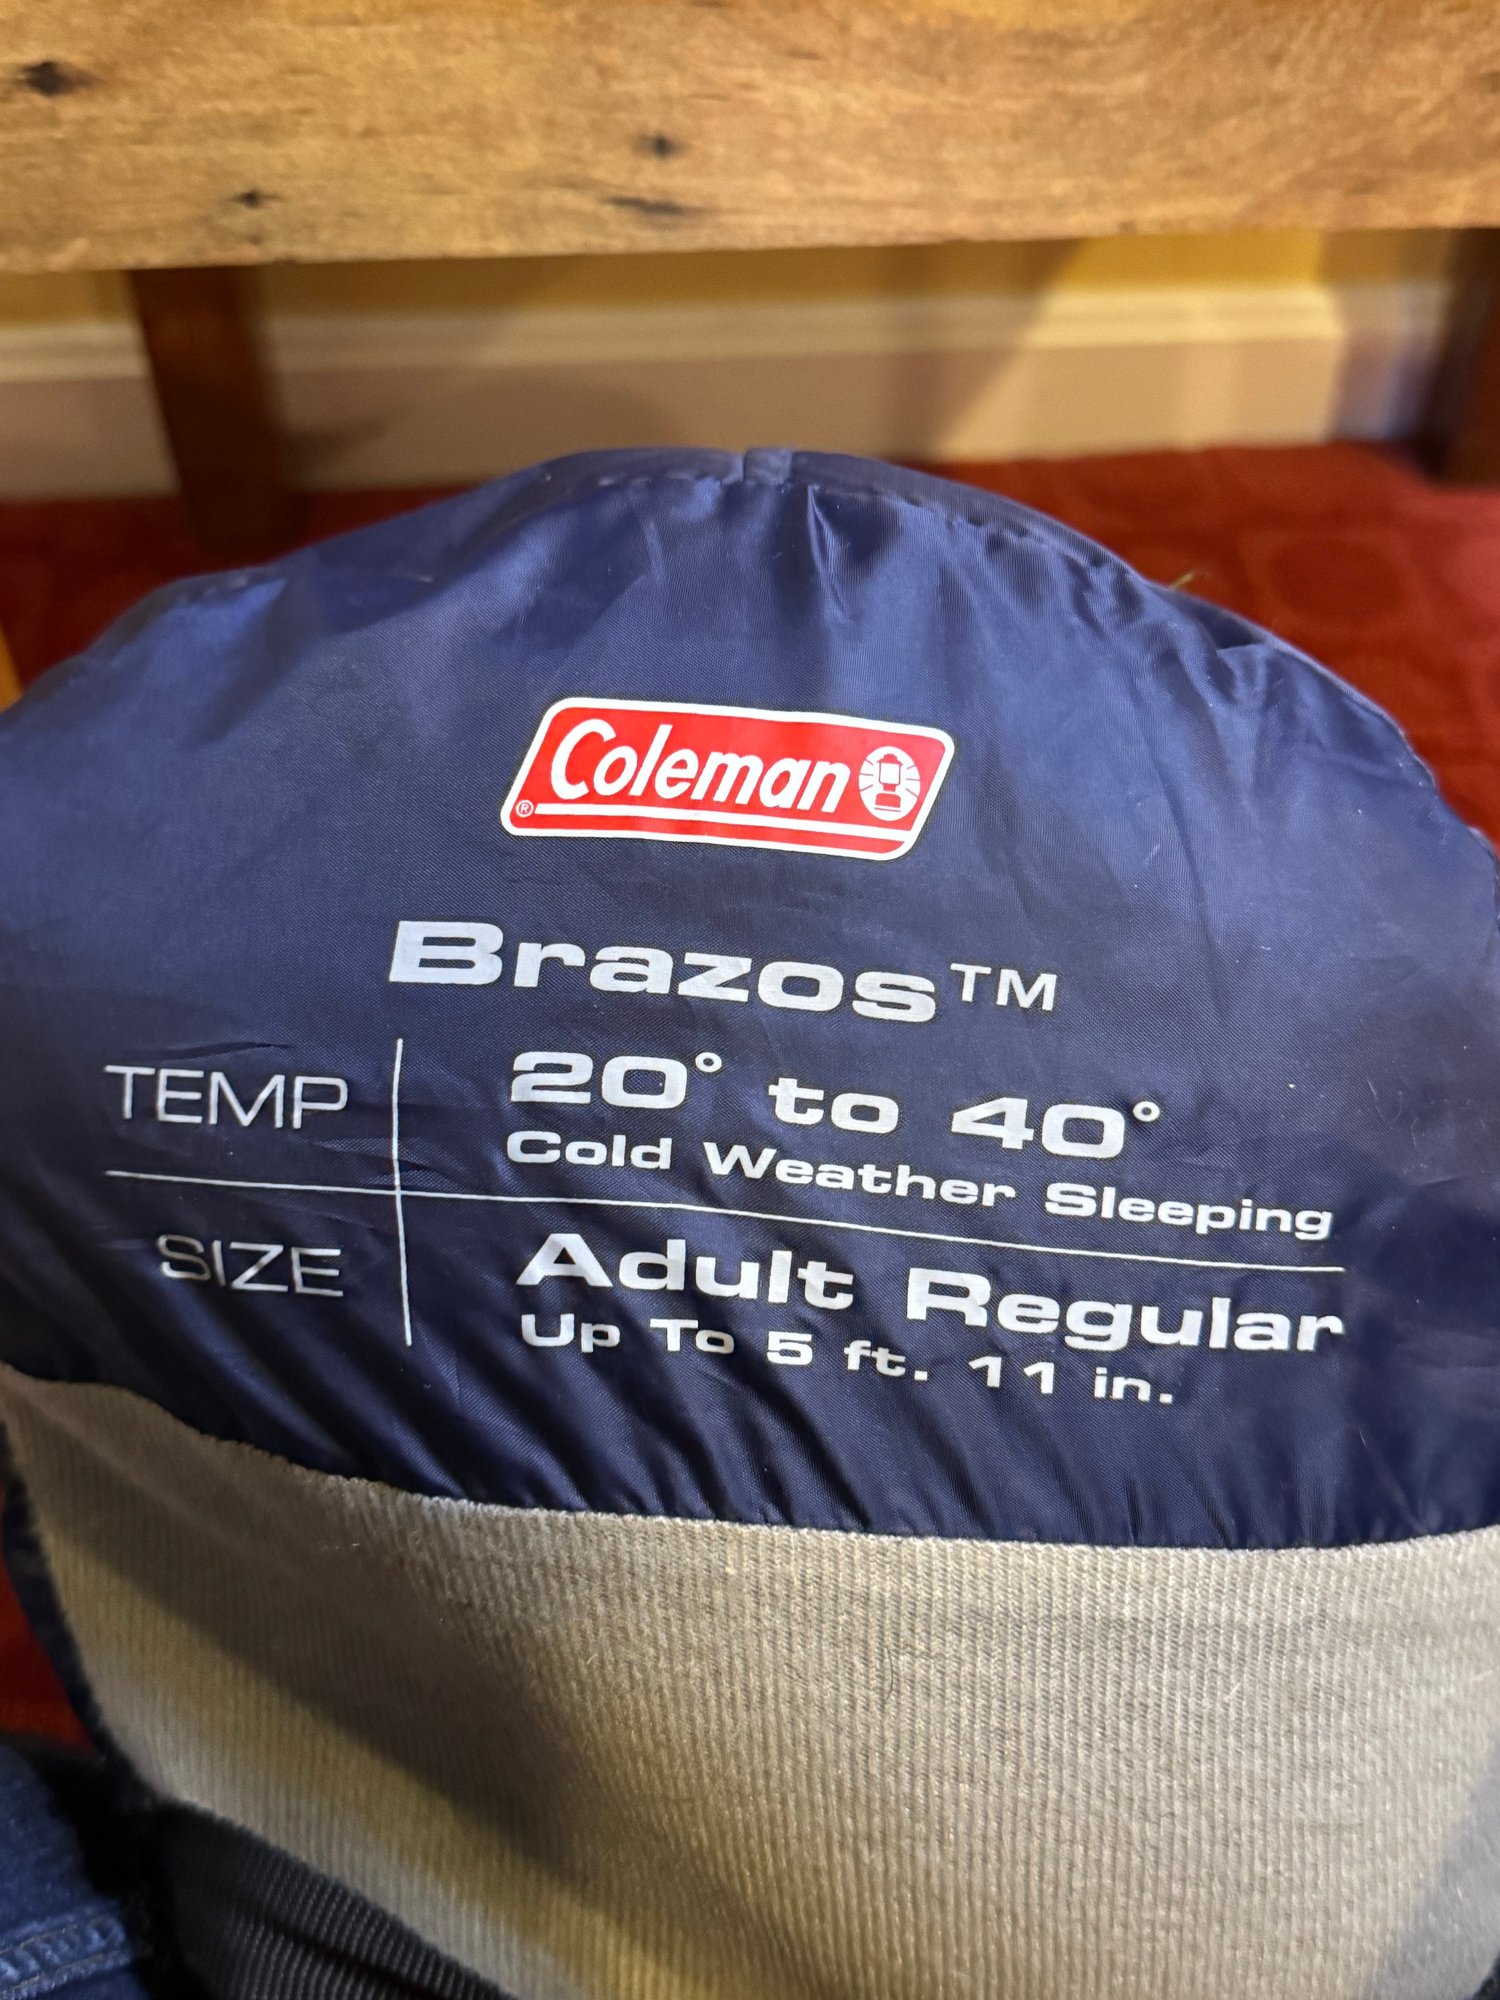 Coleman
®
Brazos™
TEMP
20° to 40°
Cold Weather Sleeping
SIZE
Adult Regular
Up To 5 ft. 11 in.